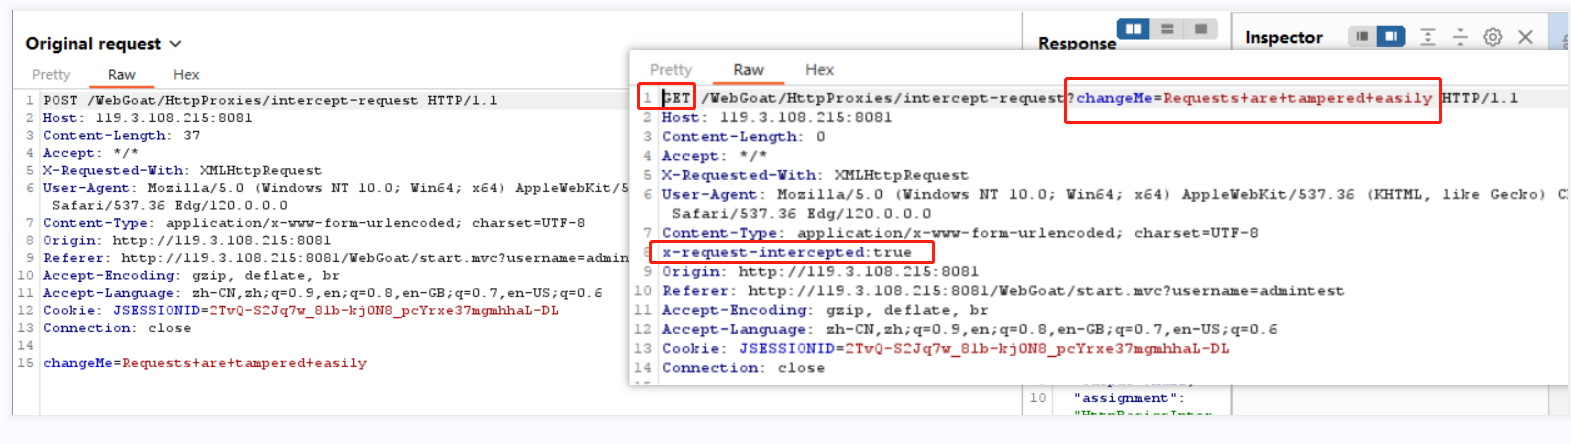 Original request
Pretty Raw Hex
1 POST /WebGoat/HttpProxies/intercept-request HTTP/1.1
2 Host: 119.3.108.215:8081
3 Content-Length: 37
4 Accept: */*
5 X-Requested-With: XMLHttpRequest
6 User-Agent: Mozilla/5.0 (Windows NT 10.0; Win64; x64) AppleWebKit/5
Safari/537.36 Edg/120.0.0.0
7 Content-Type: application/x-www-form-urlencoded; charset=UTF-8
8 Origin: http://119.3.108.215:8081
9 Referer: http://119.3.108.215:8081/WebGoat/start.mvc?username=admin
10 Accept-Encoding: gzip, deflate, br
11 Accept-Language: zh-CN,zh;q=0.9,en;q=0.8,en-GB;q=0.7,en-US;q=0.6
12 Cookie: JSESSIONID=2TvQ-S2Jq7w_81b-kjON8_pcYrxe37mgmhhaL-DL
13 Connection: close
14
15 changeMe=Requests+are+tampered+easily
Response
Inspector
Pretty Raw Hex
1 GET /WebGoat/HttpProxies/intercept-request?changeMe=Requests+are+tampered+easily HTTP/1.1
2 Host: 119.3.108.215:8081
3 Content-Length: 0
4 Accept: */*
5 X-Requested-With: XMLHttpRequest
6 User-Agent: Mozilla/5.0 (Windows NT 10.0; Win64; x64) AppleWebKit/537.36 (KHTML, like Gecko) C
Safari/537.36 Edg/120.0.0.0
7 Content-Type: application/x-www-form-urlencoded; charset=UTF-8
8 x-request-intercepted:true
9 Origin: http://119.3.108.215:8081
10 Referer: http://119.3.108.215:8081/WebGoat/start.mvc?username=admintest
11 Accept-Encoding: gzip, deflate, br
12 Accept-Language: zh-CN,zh;q=0.9,en;q=0.8,en-GB;q=0.7,en-US;q=0.6
13 Cookie: JSESSIONID=2TvQ-S2Jq7w_81b-kjON8_pcYrxe37mgmhhaL-DL
14 Connection: close
10 "assignment":
"HttpBasicsInter